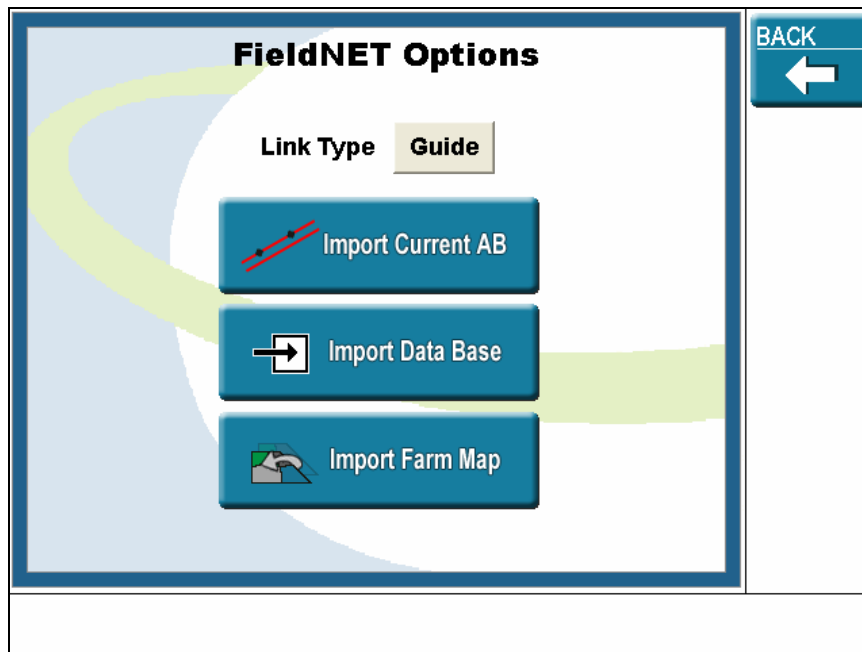 FieldNET Options
BACK
Link Type Guide
Import Current AB
Import Data Base
Import Farm Map